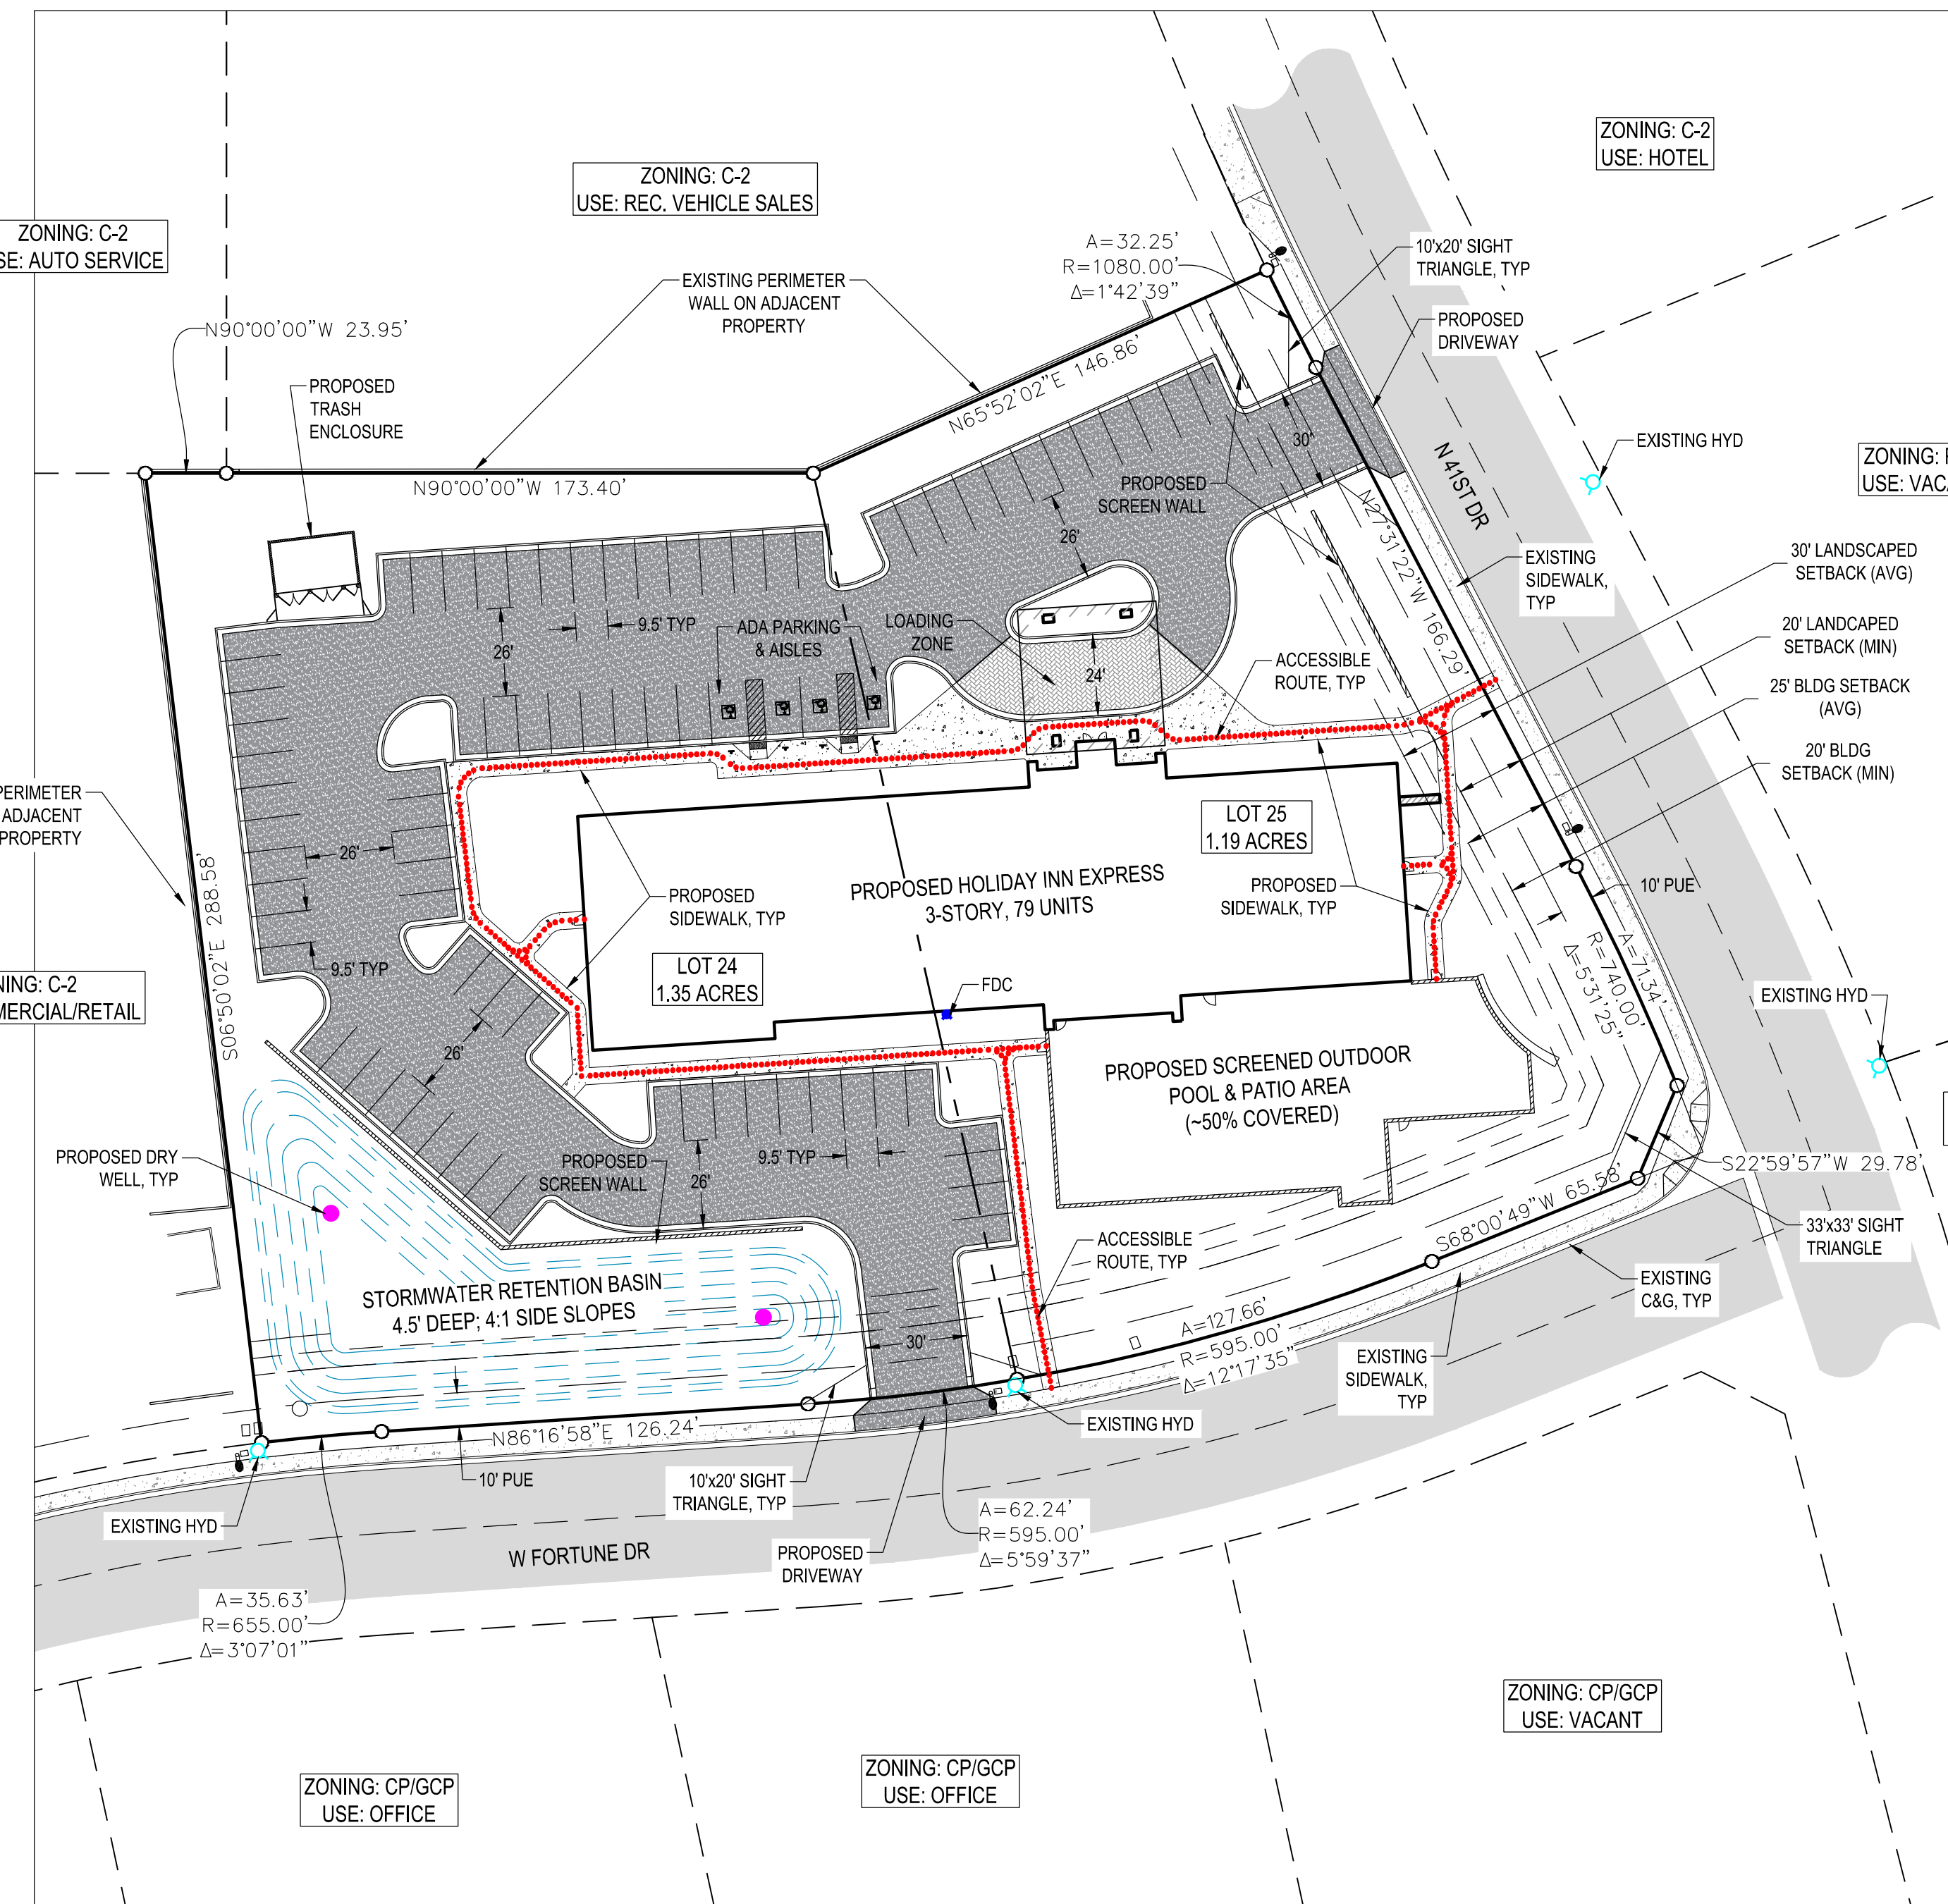 ZONING: C-2
USE: HOTEL
ZONING: C-2
USE: REC. VEHICLE SALES
ZONING: C-2
SE: AUTO SERVICE
A=32.25'
R=1080.00'
Δ=1°42'39"
10'x20' SIGHT
TRIANGLE, TYP
EXISTING PERIMETER
WALL ON ADJACENT
PROPERTY
N90°00'00"W 23.95'
PROPOSED
DRIVEWAY
PROPOSED
TRASH
ENCLOSURE
N65°52'02"E 146.86'
30'
EXISTING HYD
N 41ST DR
ZONING: 
USE: VACA
N90°00'00"W 173.40'
PROPOSED
SCREEN WALL
N27°31'22"W 166.29'
26'
EXISTING
SIDEWALK,
TYP
30' LANDSCAPED
SETBACK (AVG)
9.5' TYP
ADA PARKING
& AISLES
LOADING
ZONE
20' LANDCAPED
SETBACK (MIN)
26'
24'
ACCESSIBLE
ROUTE, TYP
25' BLDG SETBACK
(AVG)
20' BLDG
SETBACK (MIN)
PERIMETER
ADJACENT
PROPERTY
LOT 25
1.19 ACRES
26'
S06°50'02"E 288.58'
PROPOSED
SIDEWALK, TYP
PROPOSED HOLIDAY INN EXPRESS
3-STORY, 79 UNITS
PROPOSED
SIDEWALK, TYP
10' PUE
9.5' TYP
LOT 24
1.35 ACRES
FDC
A=71.34'
R=740.00'
Δ=5°31'25"
NING: C-2
MERCIAL/RETAIL
EXISTING HYD
26'
PROPOSED SCREENED OUTDOOR
POOL & PATIO AREA
(~50% COVERED)
PROPOSED DRY
WELL, TYP
PROPOSED
SCREEN WALL
9.5' TYP
26'
S22°59'57"W 29.78'
S68°00'49"W 65.58'
33'x33' SIGHT
TRIANGLE
ACCESSIBLE
ROUTE, TYP
STORMWATER RETENTION BASIN
4.5' DEEP; 4:1 SIDE SLOPES
EXISTING
C&G, TYP
30'
A=127.66'
R=595.00'
Δ=12°17'35"
EXISTING
SIDEWALK,
TYP
N86°16'58"E 126.24'
EXISTING HYD
10' PUE
10'x20' SIGHT
TRIANGLE, TYP
A=62.24'
R=595.00'
Δ=5°59'37"
EXISTING HYD
W FORTUNE DR
PROPOSED
DRIVEWAY
A=35.63'
R=655.00'
Δ=3°07'01"
ZONING: CP/GCP
USE: VACANT
ZONING: CP/GCP
USE: OFFICE
ZONING: CP/GCP
USE: OFFICE